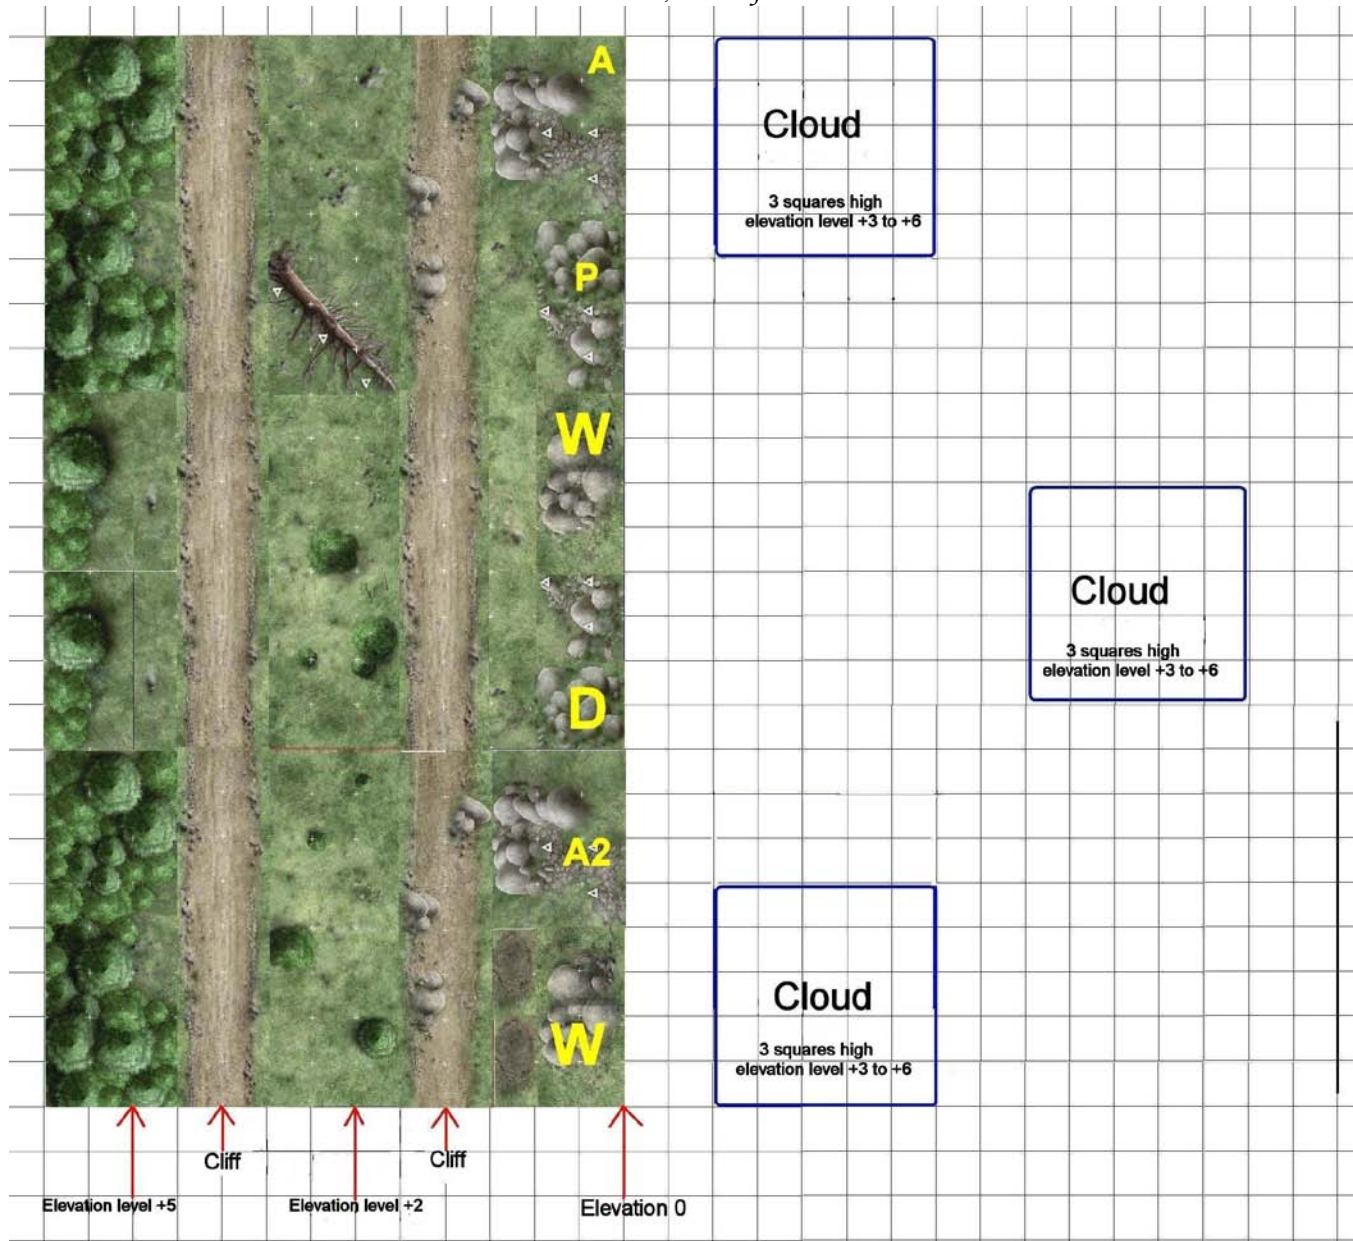 A
Cloud
3 squares high
elevation level +3 to +6
P
W
Cloud
3 squares high
elevation level +3 to +6
D
A2
Cloud
3 squares high
elevation level +3 to +6
W
Cliff
Cliff
Elevation level +5
Elevation level +2
Elevation 0